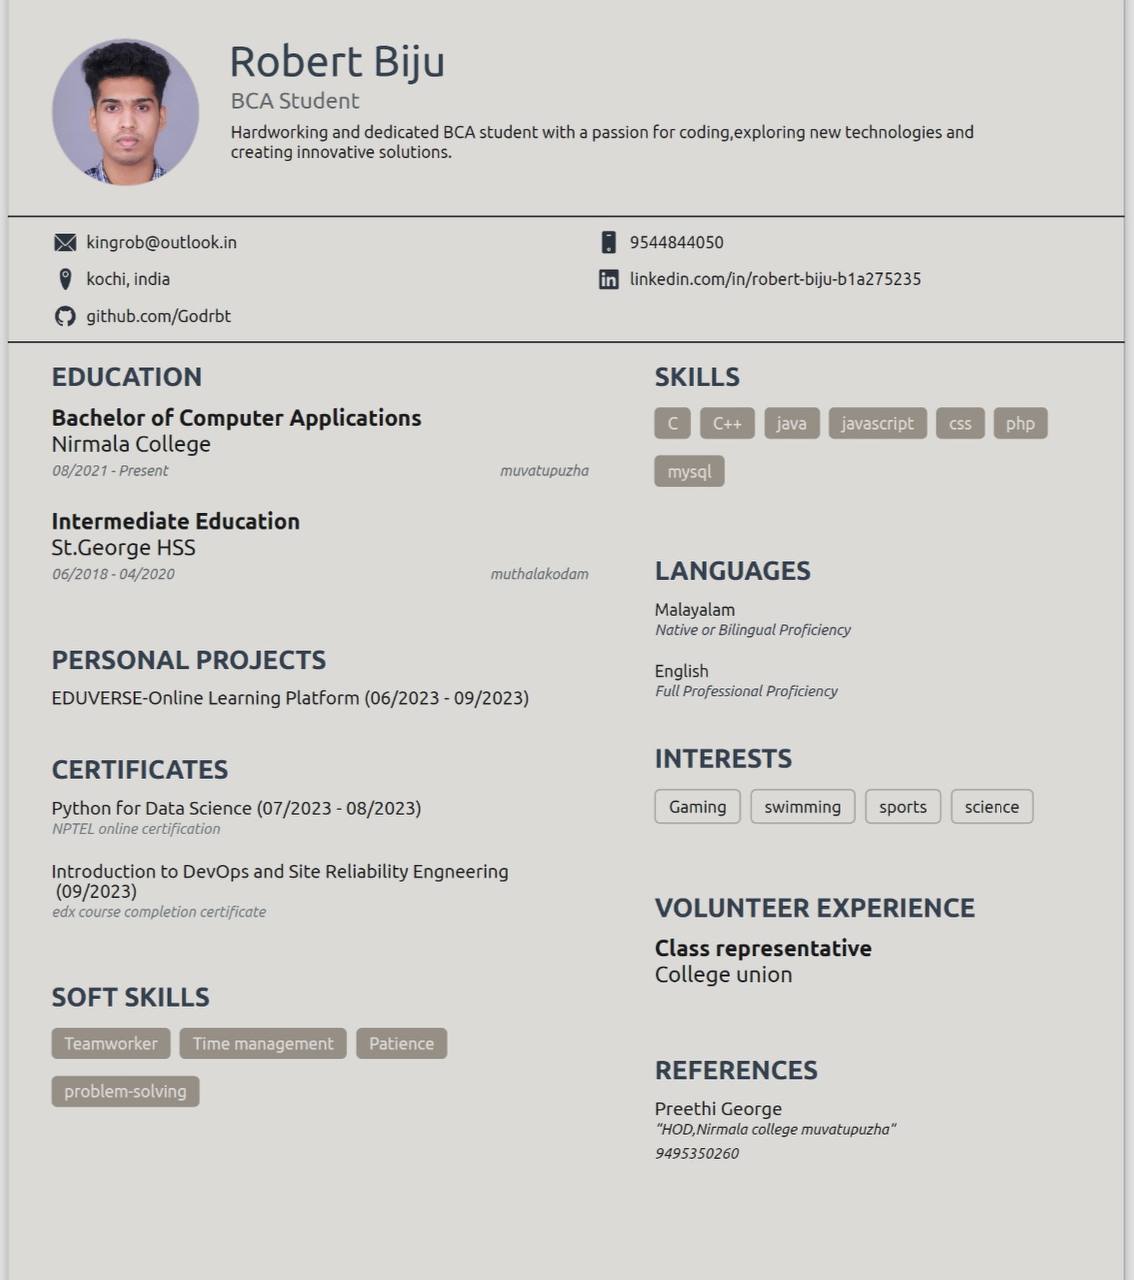 Robert Biju
BCA Student
Hardworking and dedicated BCA student with a passion for coding,exploring new technologies and
creating innovative solutions.
kingrob@outlook.in
9544844050
kochi, india
linkedin.com/in/robert-biju-b1a275235
github.com/Godrbt
EDUCATION
Bachelor of Computer Applications
Nirmala College
08/2021 - Present muvatupuzha
Intermediate Education
St.George HSS
06/2018 - 04/2020 muthalakodam
PERSONAL PROJECTS
EDUVERSE-Online Learning Platform (06/2023 - 09/2023)
CERTIFICATES
Python for Data Science (07/2023 - 08/2023)
NPTEL online certification
Introduction to DevOps and Site Reliability Engneering
(09/2023)
edx course completion certificate
SOFT SKILLS
Teamworker Time management Patience
problem-solving
SKILLS
C C++ java javascript css php
mysql
LANGUAGES
Malayalam
Native or Bilingual Proficiency
English
Full Professional Proficiency
INTERESTS
Gaming swimming sports science
VOLUNTEER EXPERIENCE
Class representative
College union
REFERENCES
Preethi George
"HOD,Nirmala college muvatupuzha"
9495350260